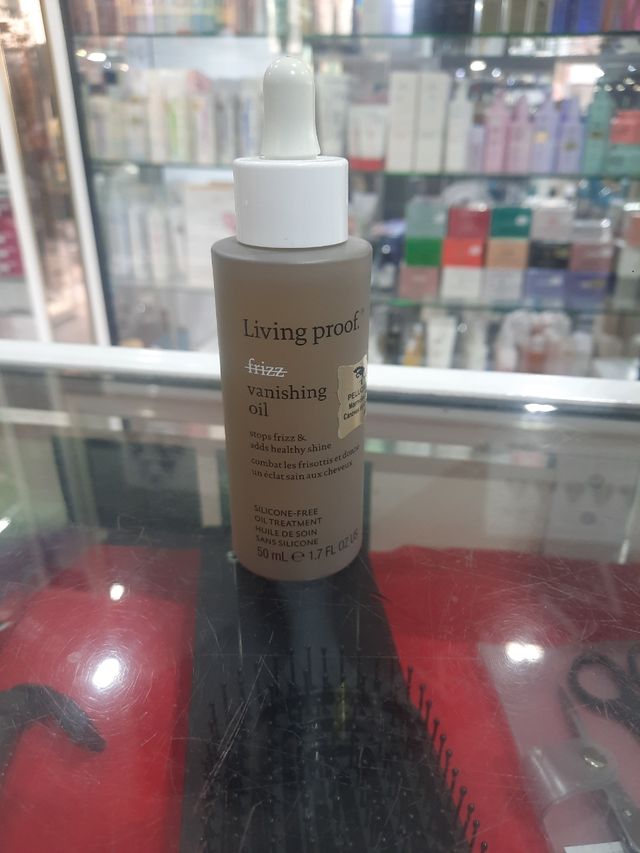 Living proof.
frizz
vanishing
oil
stops frizz &
adds healthy shine
combat les frisottis et donne
un éclat sain aux cheveux
SILICONE-FREE
OIL TREATMENT
HUILE DE SOIN
SANS SILICONE
50 mL ℮ 1.7 FL OZ US